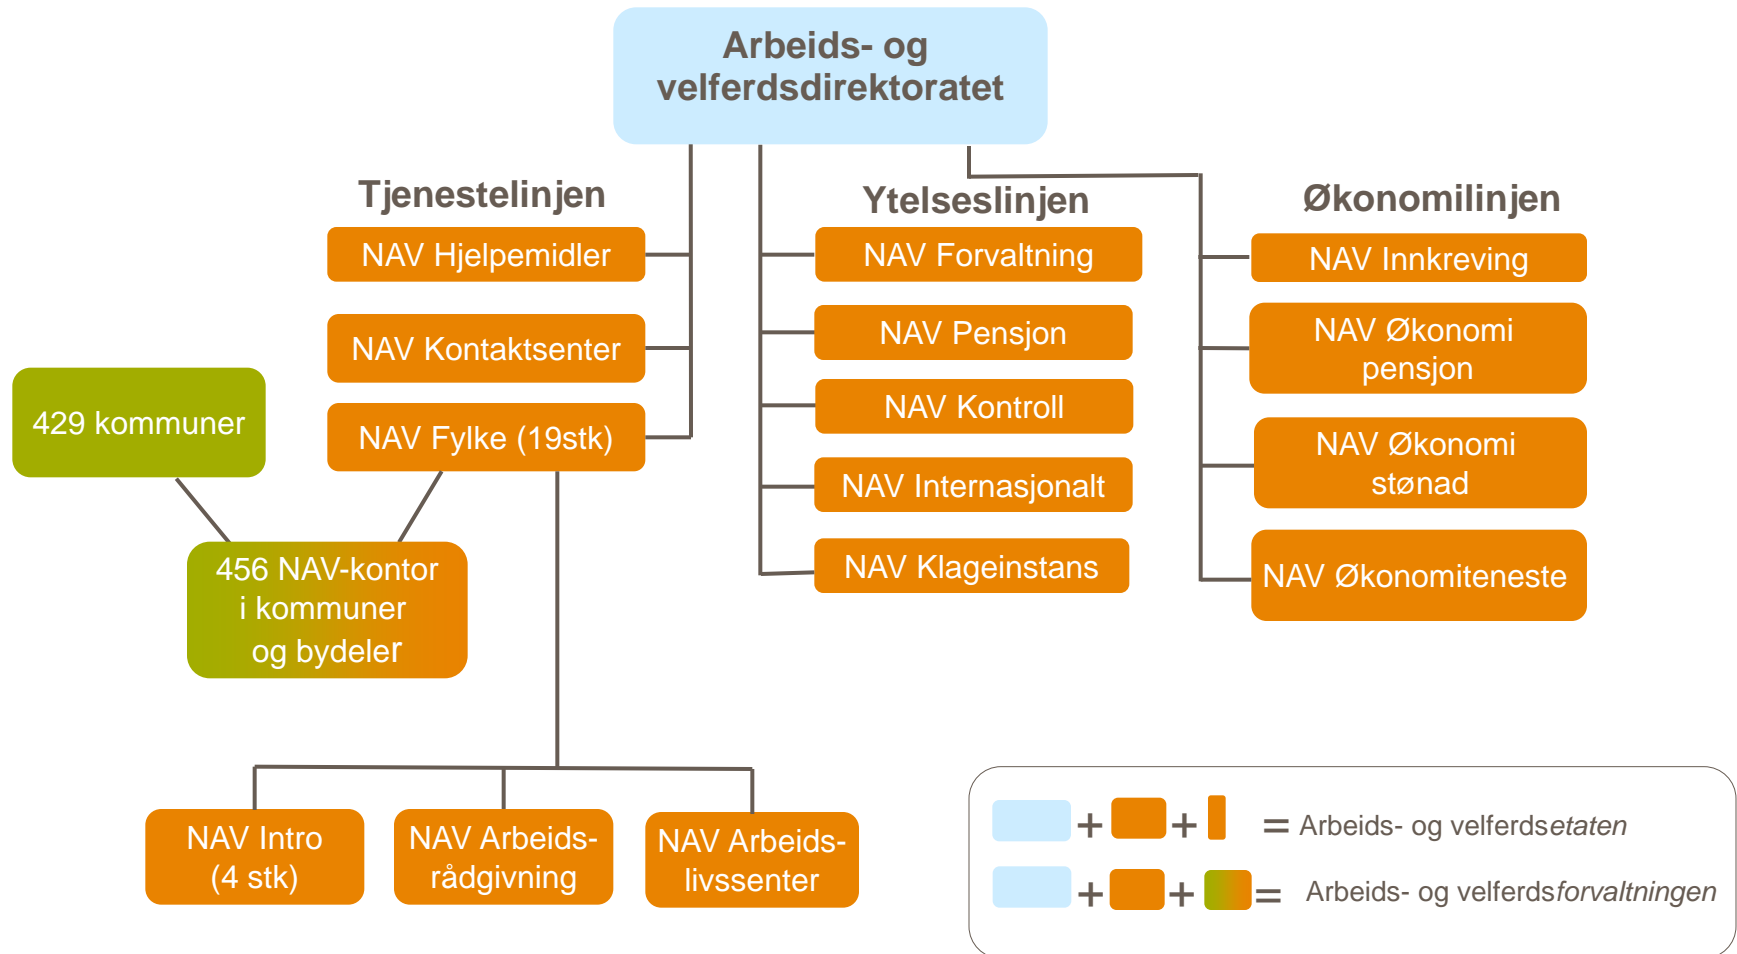 Arbeids- og
velferdsdirektoratet
Tjenestelinjen
NAV Hjelpemidler
NAV Kontaktsenter
NAV Fylke (19stk)
429 kommuner
456 NAV-kontor
i kommuner
og bydeler
NAV Intro
(4 stk)
NAV Arbeids-
rådgivning
NAV Arbeids-
livssenter
Ytelseslinjen
NAV Forvaltning
NAV Pensjon
NAV Kontroll
NAV Internasjonalt
NAV Klageinstans
Økonomilinjen
NAV Innkreving
NAV Økonomi
pensjon
NAV Økonomi
stønad
NAV Økonomiteneste
+ + = Arbeids- og velferdsetaten
+ + = Arbeids- og velferdsforvaltningen